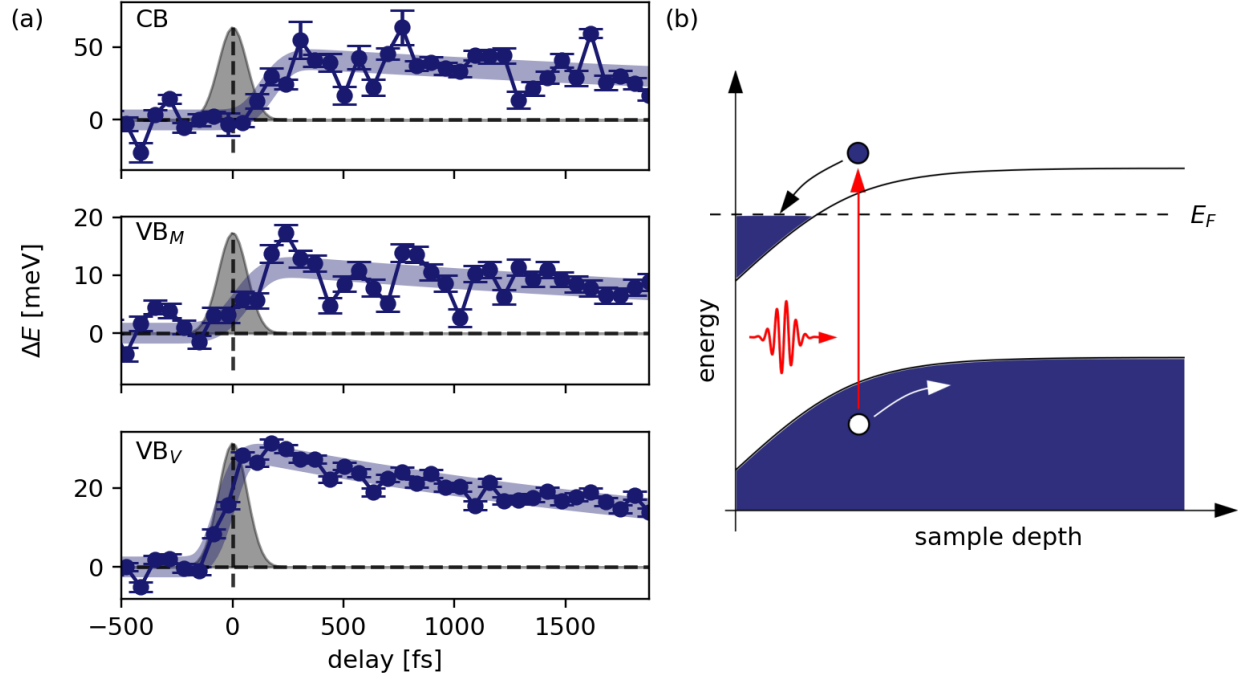 (a)
CB
50
0
VB_M
20
10
0
ΔE [meV]
VB_V
20
0
−500
0
500
1000
1500
delay [fs]
(b)
E_F
energy
sample depth